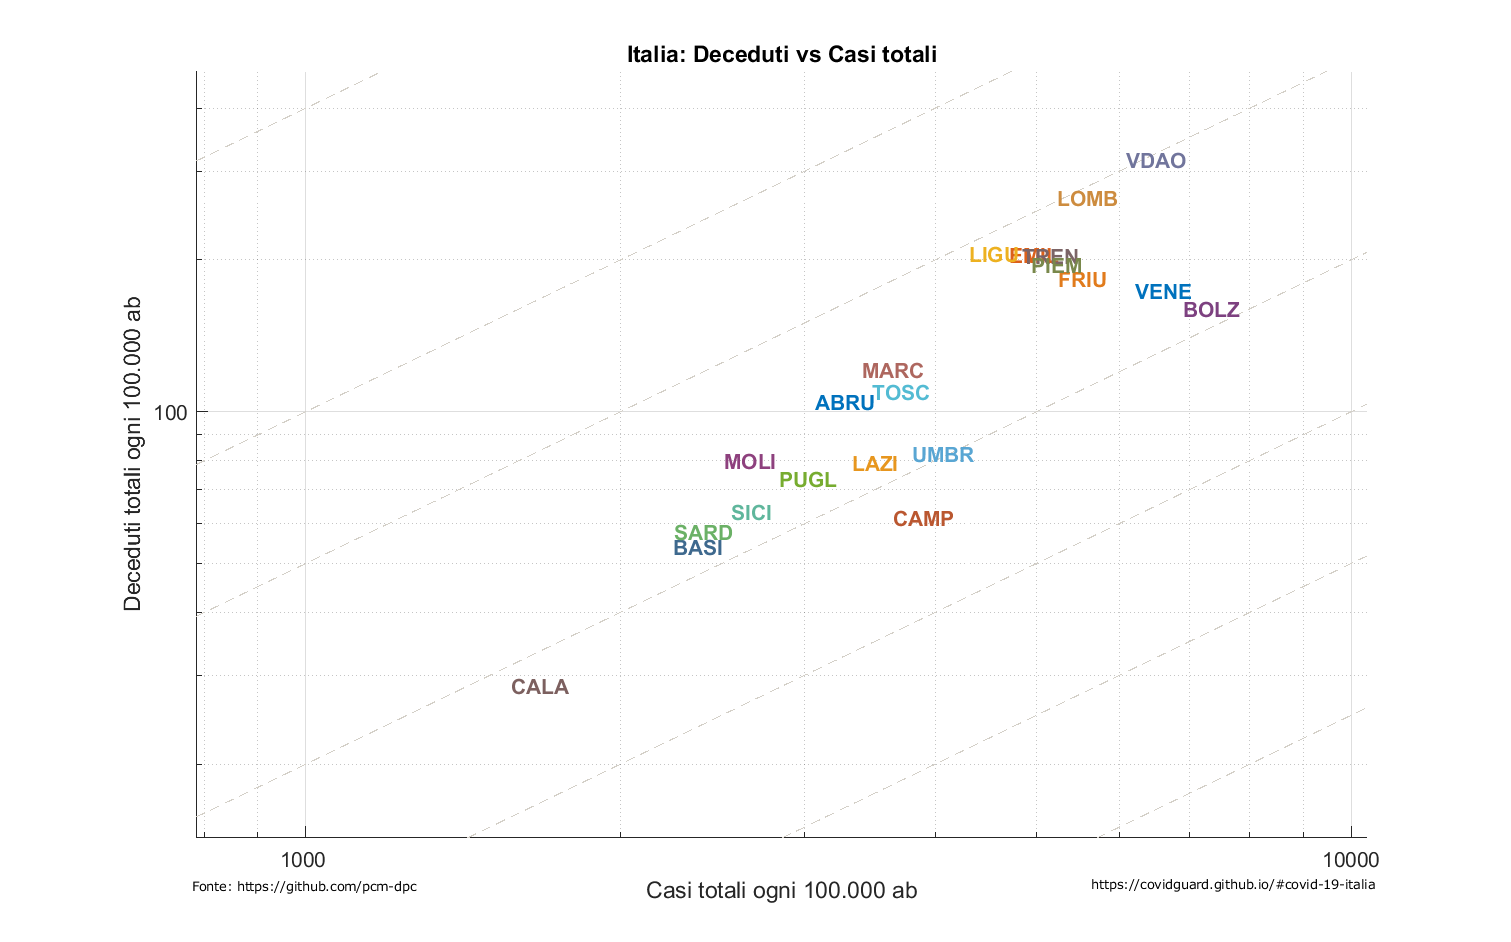 Italia: Deceduti vs Casi totali
VDAO
LOMB
LIGU
EMIL
TREN
PIEM
FRIU
VENE
BOLZ
MARC
TOSC
ABRU
UMBR
MOLI
LAZI
PUGL
SICI
CAMP
SARD
BASI
CALA
Deceduti totali ogni 100.000 ab
100
1000
10000
Casi totali ogni 100.000 ab
Fonte: https://github.com/pcm-dpc
https://covidguard.github.io/#covid-19-italia